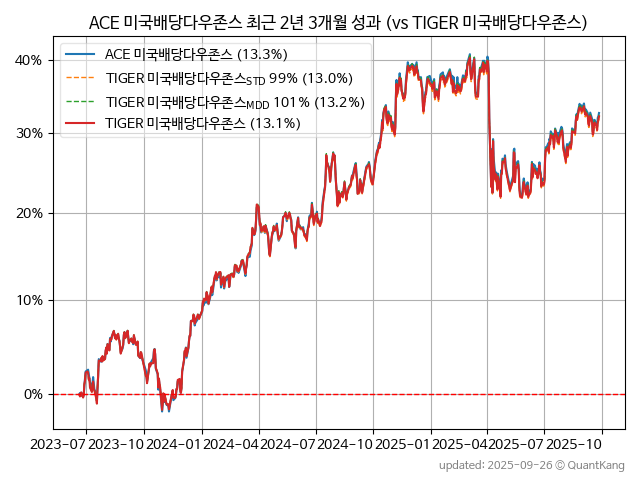 ACE 미국배당다우존스 최근 2년 3개월 성과 (vs TIGER 미국배당다우존스)
ACE 미국배당다우존스 (13.3%)
TIGER 미국배당다우존스STD 99% (13.0%)
TIGER 미국배당다우존스MDD 101% (13.2%)
TIGER 미국배당다우존스 (13.1%)
40%
30%
20%
10%
0%
2023-07 2023-10 2024-01 2024-04 2024-07 2024-10 2025-01 2025-04 2025-07 2025-10
updated: 2025-09-26 © QuantKang